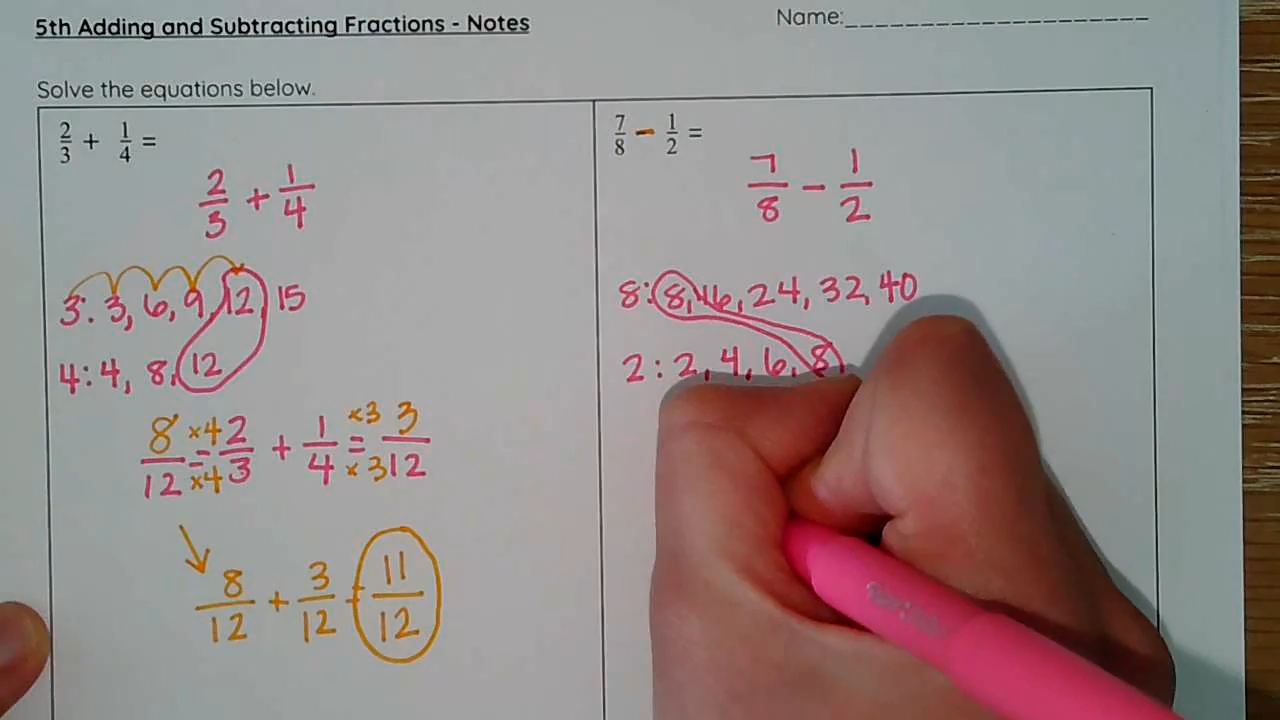 5th Adding and Subtracting Fractions - Notes
Name:____________________
Solve the equations below.
2/3 + 1/4 =
2/3 + 1/4
3: 3, 6, 9, 12, 15
4: 4, 8, 12
8/12 = ×4 ×4 2/3 + 1/4 = ×3 ×3 3/12
8/12 + 3/12 = 11/12
7/8 - 1/2 =
7/8 - 1/2
8: 8, 16, 24, 32, 40
2: 2, 4, 6, 8